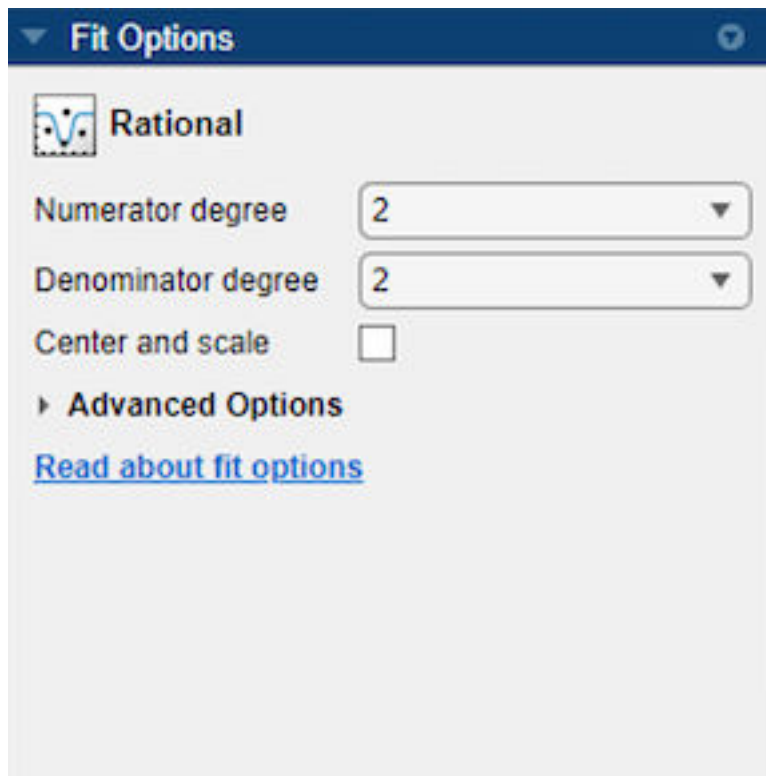 Fit Options
Rational
Numerator degree 2
Denominator degree 2
Center and scale
Advanced Options
Read about fit options